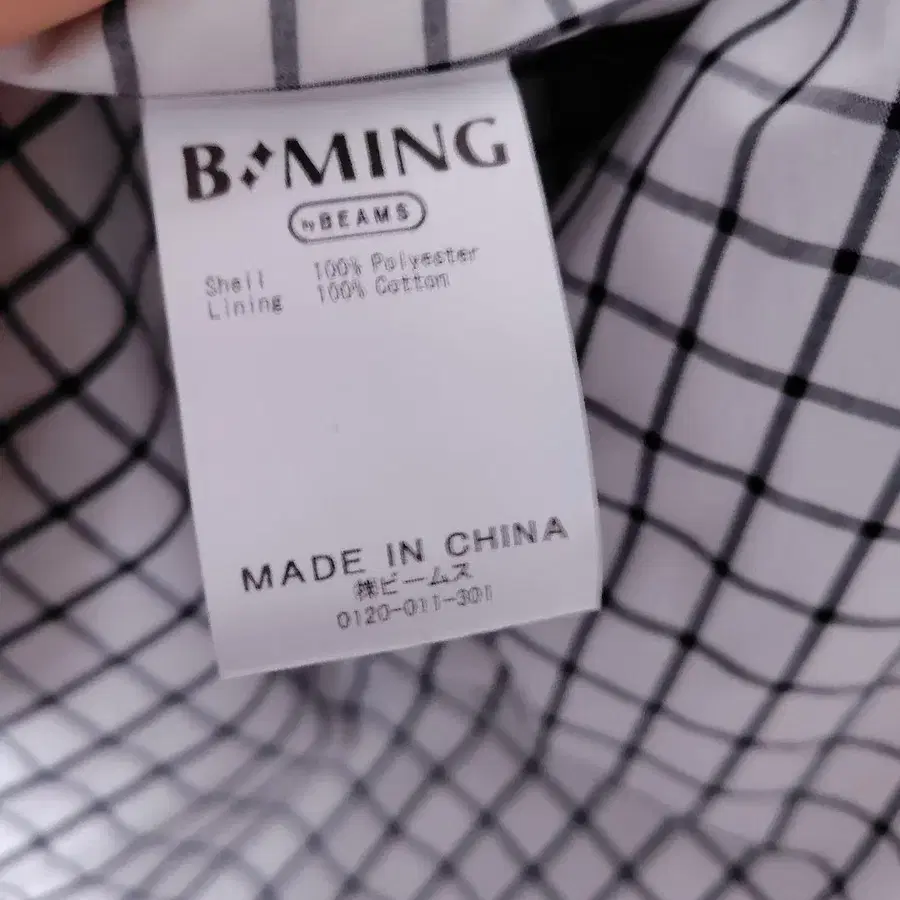 B:MING
by BEAMS
Shell 100% Polyester
Lining 100% Cotton
MADE IN CHINA
㈱ビームス
0120-011-301